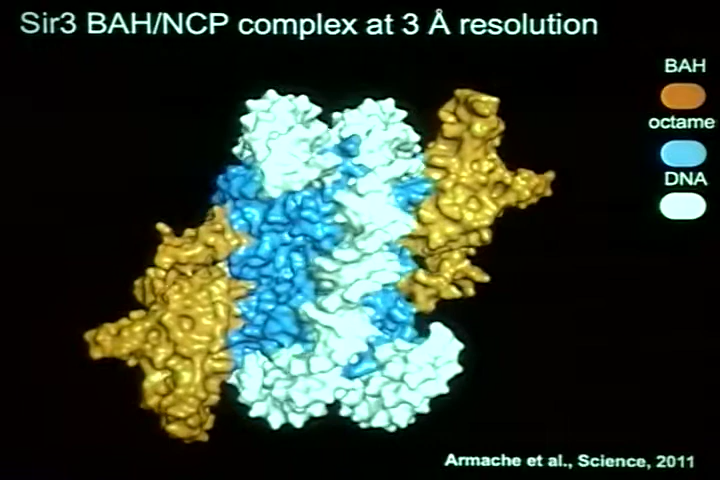 Sir3 BAH/NCP complex at 3 Å resolution
BAH
octame
DNA
Armache et al., Science, 2011